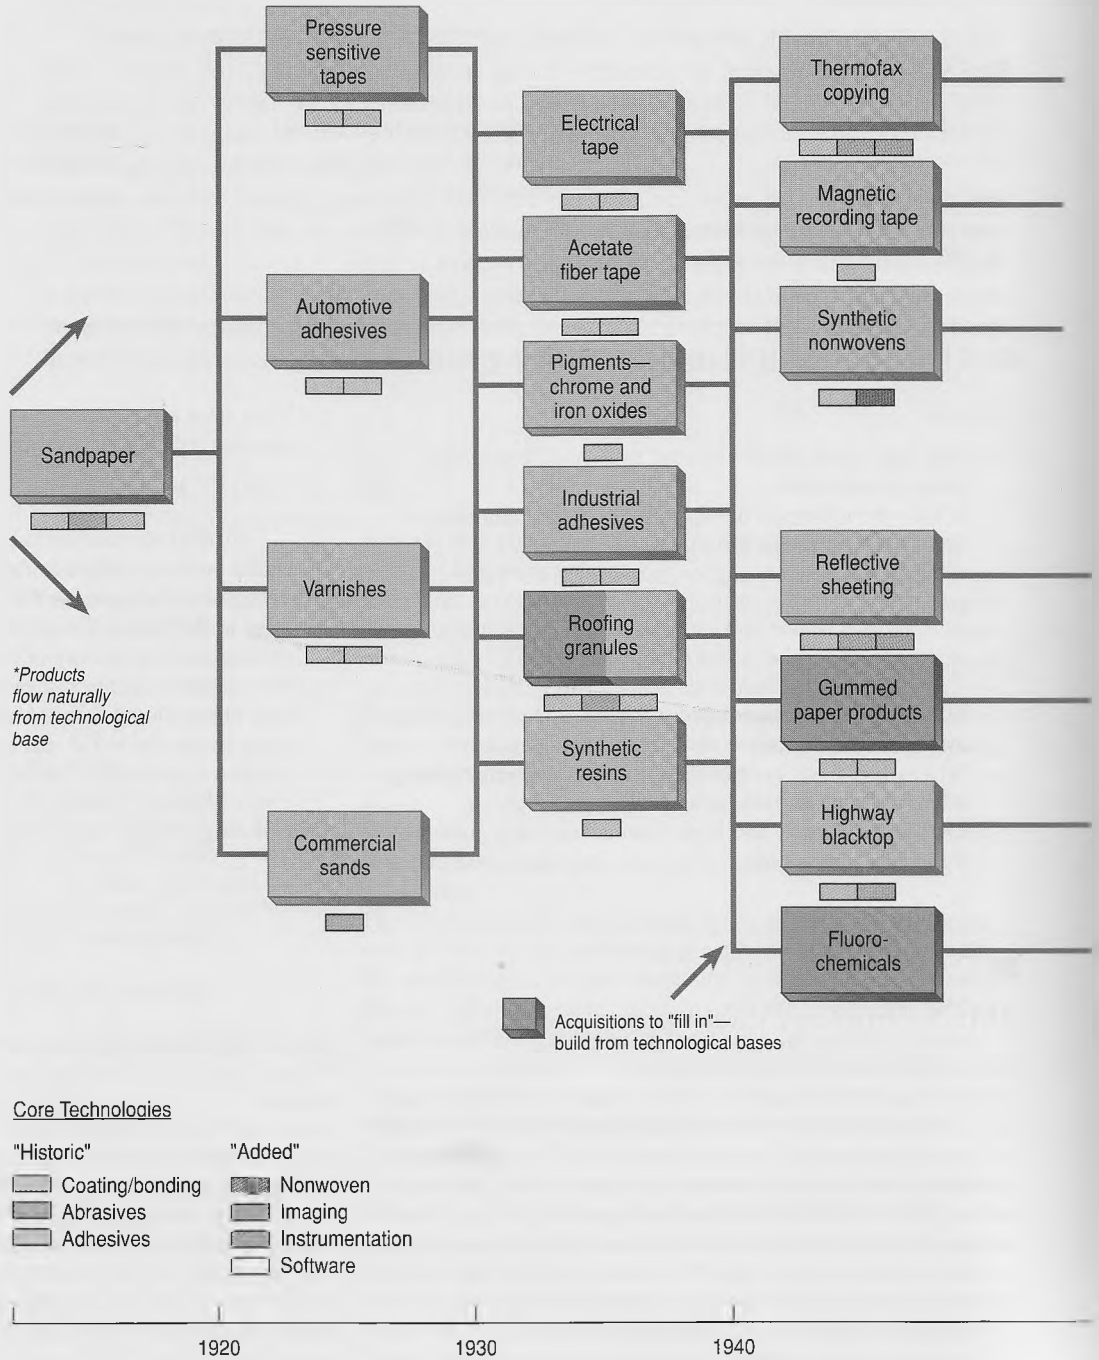 Pressure
sensitive
tapes
Automotive
adhesives
Sandpaper
Varnishes
*Products
flow naturally
from technological
base
Commercial
sands
Electrical
tape
Acetate
fiber tape
Pigments—
chrome and
iron oxides
Industrial
adhesives
Roofing
granules
Synthetic
resins
Thermofax
copying
Magnetic
recording tape
Synthetic
nonwovens
Reflective
sheeting
Gummed
paper products
Highway
blacktop
Fluoro-
chemicals
Acquisitions to "fill in"—
build from technological bases
Core Technologies
"Historic"
Coating/bonding
Abrasives
Adhesives
"Added"
Nonwoven
Imaging
Instrumentation
Software
1920
1930
1940